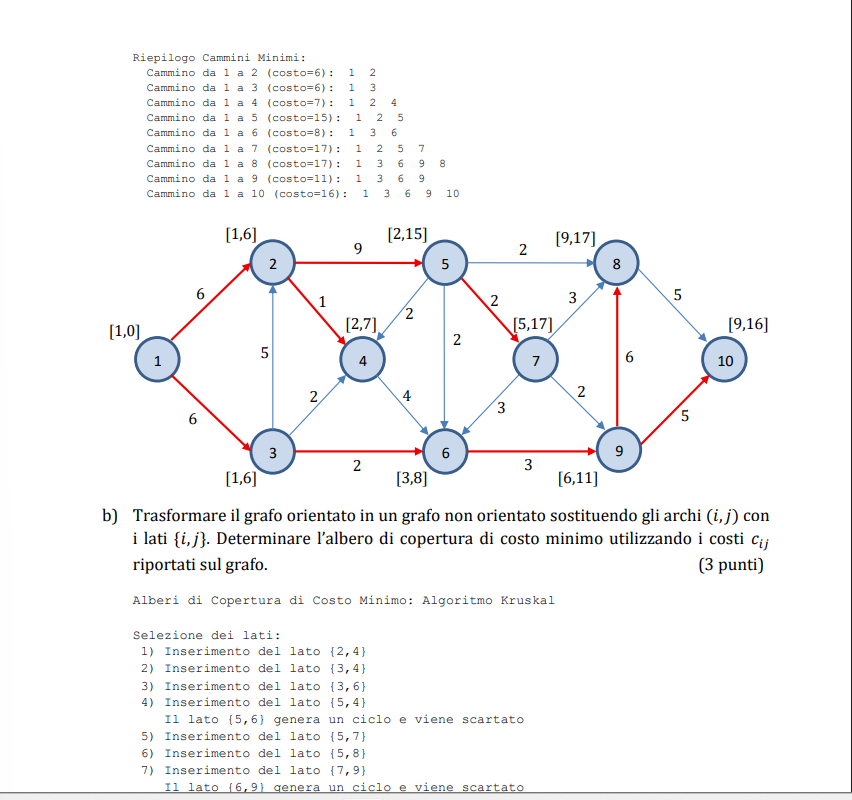 Riepilogo Cammini Minimi:
Cammino da 1 a 2 (costo=6): 1 2
Cammino da 1 a 3 (costo=6): 1 3
Cammino da 1 a 4 (costo=7): 1 2 4
Cammino da 1 a 5 (costo=15): 1 2 5
Cammino da 1 a 6 (costo=8): 1 3 6
Cammino da 1 a 7 (costo=17): 1 2 5 7
Cammino da 1 a 8 (costo=17): 1 3 6 9 8
Cammino da 1 a 9 (costo=11): 1 3 6 9
Cammino da 1 a 10 (costo=16): 1 3 6 9 10
[1,6] [2,15] [9,17]
9 2
2 5 8
6 1 2 2 3 5
[1,0] [2,7] [5,17] [9,16]
5 2 6
1 4 7 10
2 4 3 2
6 5
3 6 9
2 3
[1,6] [3,8] [6,11]
b) Trasformare il grafo orientato in un grafo non orientato sostituendo gli archi (i,j) con
i lati {i,j}. Determinare l'albero di copertura di costo minimo utilizzando i costi cij
riportati sul grafo. (3 punti)
Alberi di Copertura di Costo Minimo: Algoritmo Kruskal
Selezione dei lati:
1) Inserimento del lato {2,4}
2) Inserimento del lato {3,4}
3) Inserimento del lato {3,6}
4) Inserimento del lato {5,4}
Il lato {5,6} genera un ciclo e viene scartato
5) Inserimento del lato {5,7}
6) Inserimento del lato {5,8}
7) Inserimento del lato {7,9}
Il lato {6,9} genera un ciclo e viene scartato